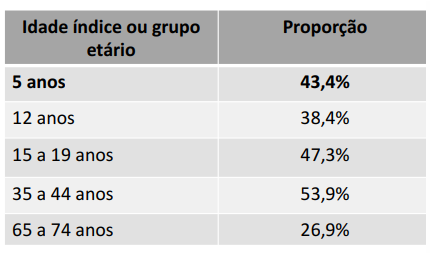 Idade índice ou grupo
etário
Proporção
5 anos 43,4%
12 anos 38,4%
15 a 19 anos 47,3%
35 a 44 anos 53,9%
65 a 74 anos 26,9%